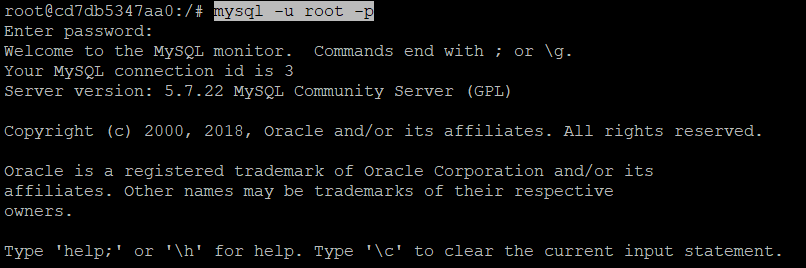 root@cd7db5347aa0:/# mysql -u root -p
Enter password:
Welcome to the MySQL monitor.  Commands end with ; or \g.
Your MySQL connection id is 3
Server version: 5.7.22 MySQL Community Server (GPL)
Copyright (c) 2000, 2018, Oracle and/or its affiliates. All rights reserved.
Oracle is a registered trademark of Oracle Corporation and/or its
affiliates. Other names may be trademarks of their respective
owners.
Type 'help;' or '\h' for help. Type '\c' to clear the current input statement.